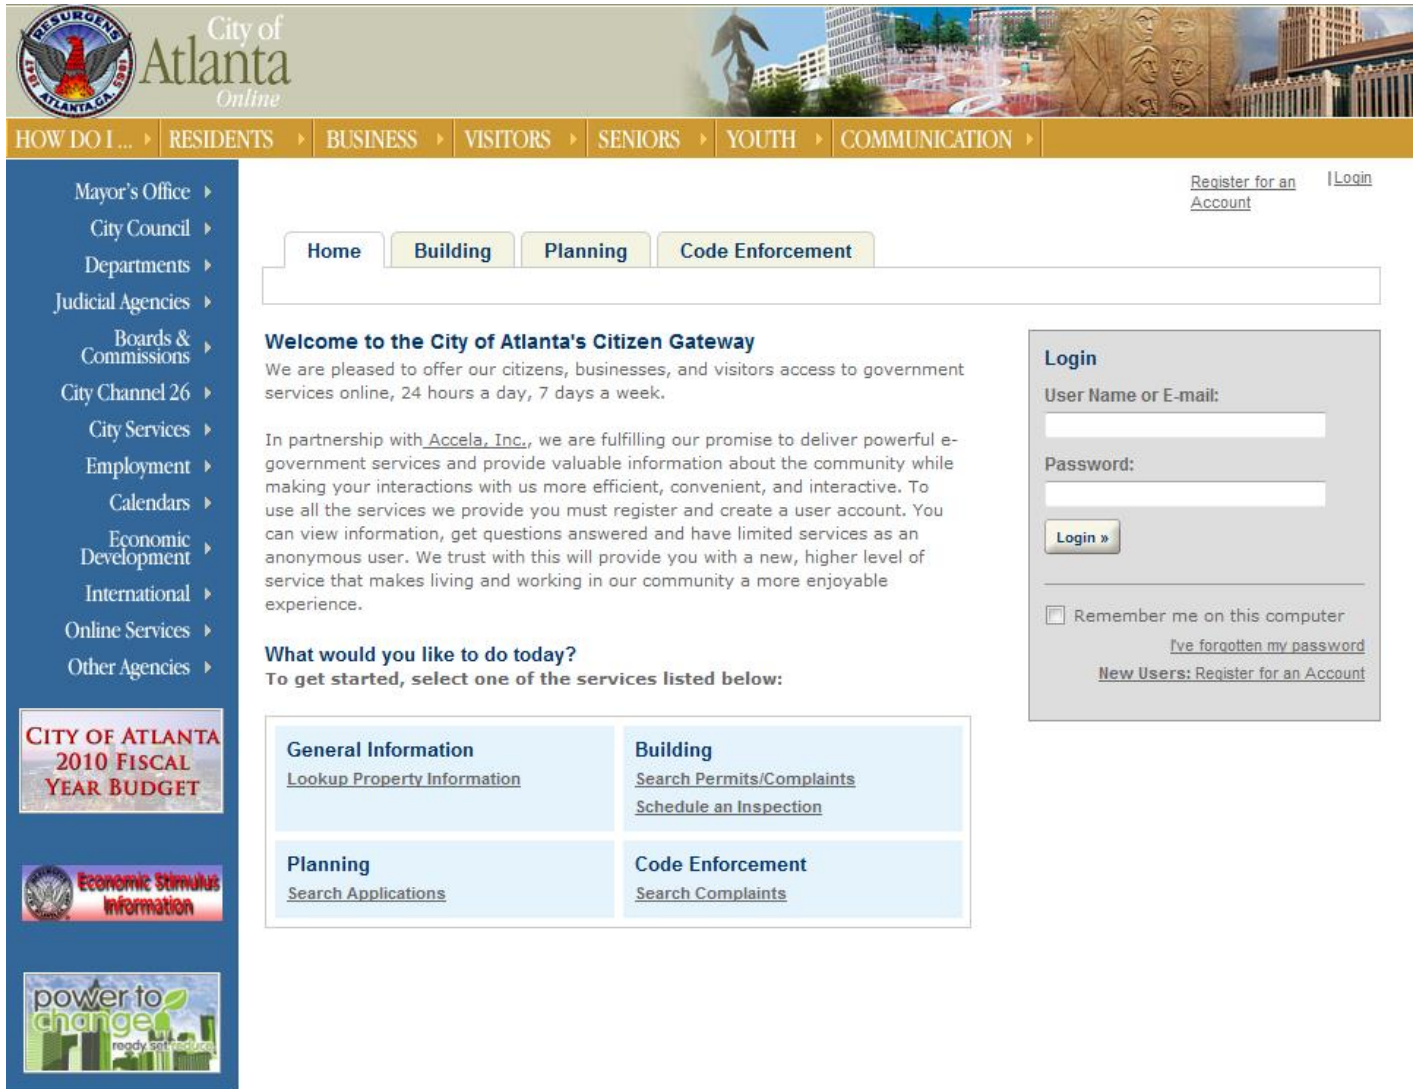 RESURGENS
1847 1865
ATLANTA, GA.
City of
Atlanta
Online
HOW DO I ... RESIDENTS BUSINESS VISITORS SENIORS YOUTH COMMUNICATION
Register for an | Login
Account
Mayor's Office
City Council
Departments
Judicial Agencies
Boards &
Commissions
City Channel 26
City Services
Employment
Calendars
Economic
Development
International
Online Services
Other Agencies
CITY OF ATLANTA
2010 FISCAL
YEAR BUDGET
Economic Stimulus
Information
power to
change
ready.set.reduce
Home Building Planning Code Enforcement
Welcome to the City of Atlanta's Citizen Gateway
We are pleased to offer our citizens, businesses, and visitors access to government
services online, 24 hours a day, 7 days a week.
In partnership with Accela, Inc., we are fulfilling our promise to deliver powerful e-
government services and provide valuable information about the community while
making your interactions with us more efficient, convenient, and interactive. To
use all the services we provide you must register and create a user account. You
can view information, get questions answered and have limited services as an
anonymous user. We trust with this will provide you with a new, higher level of
service that makes living and working in our community a more enjoyable
experience.
What would you like to do today?
To get started, select one of the services listed below:
General Information
Lookup Property Information
Building
Search Permits/Complaints
Schedule an Inspection
Planning
Search Applications
Code Enforcement
Search Complaints
Login
User Name or E-mail:
Password:
Login »
Remember me on this computer
I've forgotten my password
New Users: Register for an Account